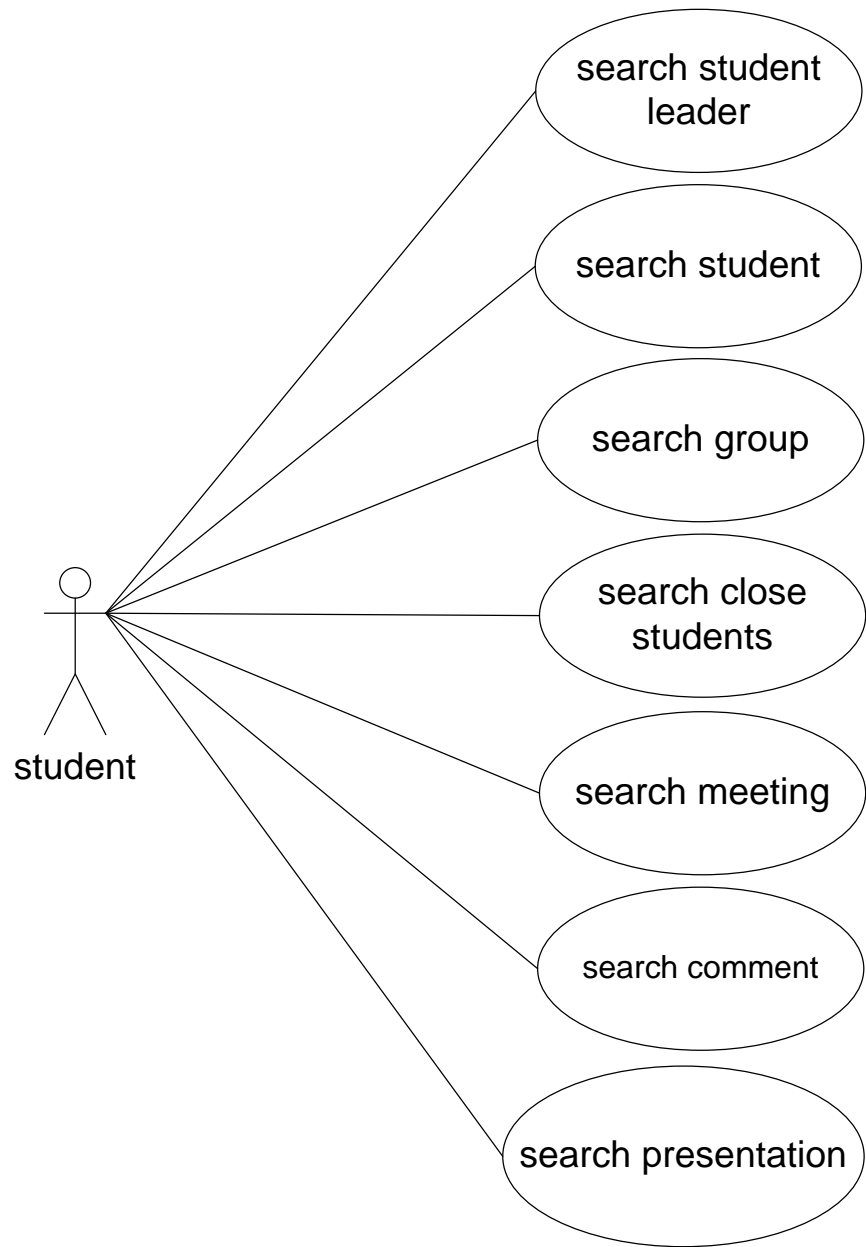 search student
leader
search student
search group
search close
students
student
search meeting
search comment
search presentation